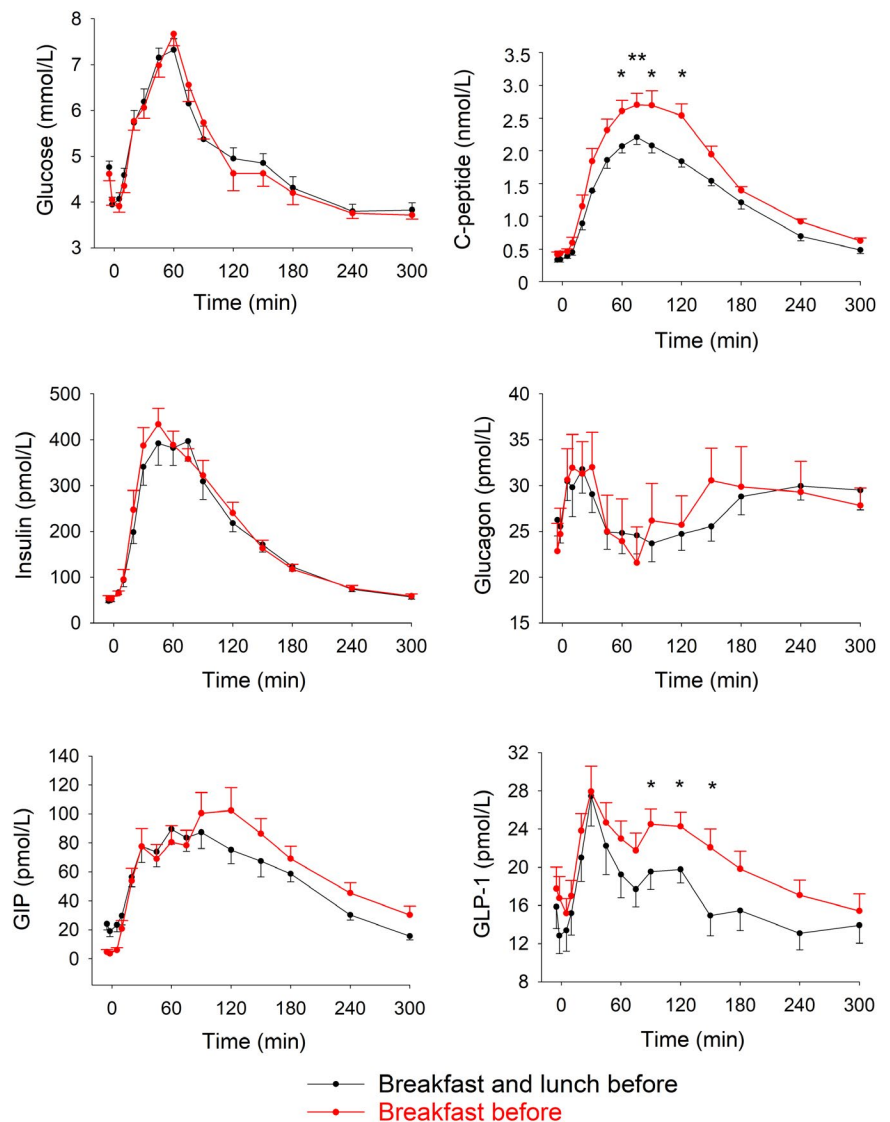 Glucose (mmol/L)
8
7
6
5
4
3
0 60 120 180 240 300
Time (min)
C-peptide (nmol/L)
3.5
3.0
2.5
2.0
1.5
1.0
0.5
0
* ** * *
0 60 120 180 240 300
Time (min)
Insulin (pmol/L)
500
400
300
200
100
0
0 60 120 180 240 300
Time (min)
Glucagon (pmol/L)
40
35
30
25
20
15
0 60 120 180 240 300
Time (min)
GIP (pmol/L)
140
120
100
80
60
40
20
0
0 60 120 180 240 300
Time (min)
GLP-1 (pmol/L)
32
28
24
20
16
12
8
* * *
0 60 120 180 240 300
Time (min)
Breakfast and lunch before
Breakfast before